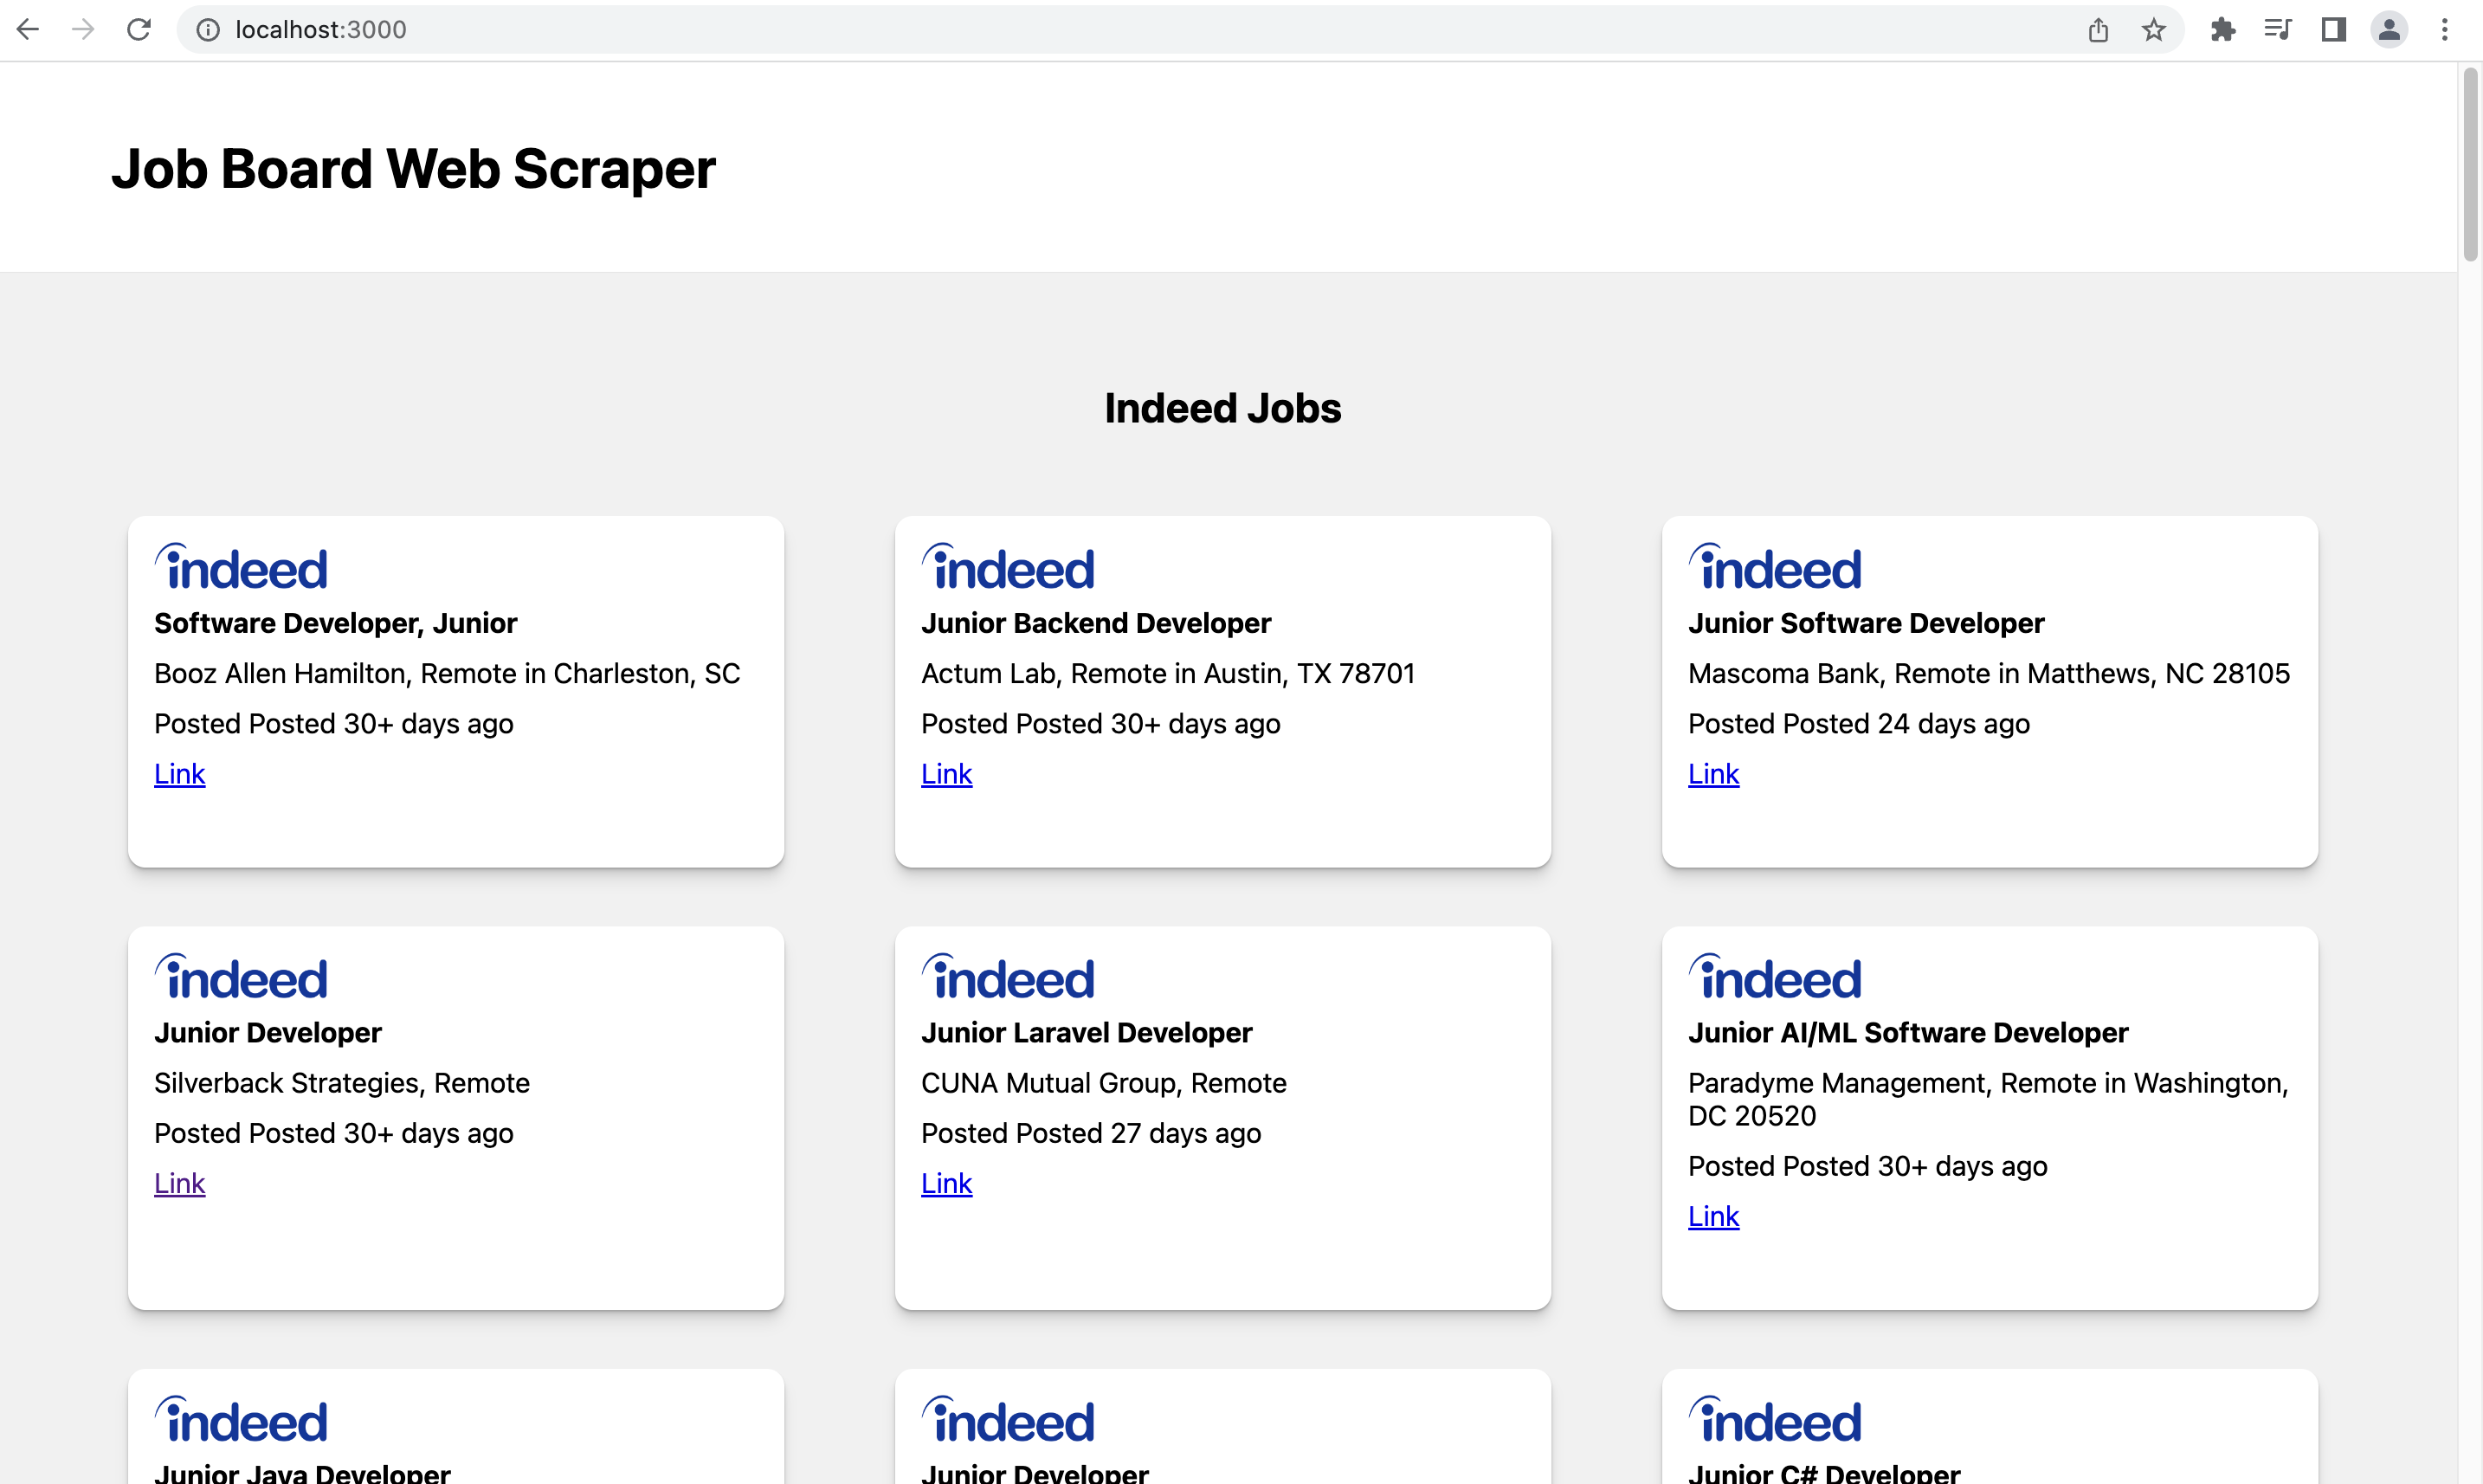 localhost:3000
Job Board Web Scraper
Indeed Jobs
indeed
Software Developer, Junior
Booz Allen Hamilton, Remote in Charleston, SC
Posted Posted 30+ days ago
Link
indeed
Junior Backend Developer
Actum Lab, Remote in Austin, TX 78701
Posted Posted 30+ days ago
Link
indeed
Junior Software Developer
Mascoma Bank, Remote in Matthews, NC 28105
Posted Posted 24 days ago
Link
indeed
Junior Developer
Silverback Strategies, Remote
Posted Posted 30+ days ago
Link
indeed
Junior Laravel Developer
CUNA Mutual Group, Remote
Posted Posted 27 days ago
Link
indeed
Junior AI/ML Software Developer
Paradyme Management, Remote in Washington,
DC 20520
Posted Posted 30+ days ago
Link
indeed
Junior Java Developer
indeed
Junior Developer
indeed
Junior C# Developer